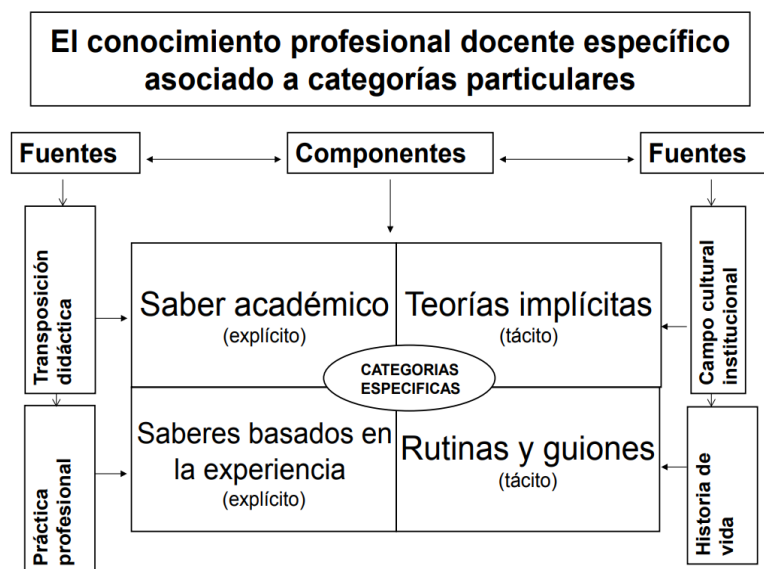 El conocimiento profesional docente específico
asociado a categorías particulares
Fuentes
Componentes
Fuentes
Transposición
didáctica
Saber académico
(explícito)
Teorías implícitas
(tácito)
Campo cultural
institucional
CATEGORIAS
ESPECIFICAS
Práctica
profesional
Saberes basados en
la experiencia
(explícito)
Rutinas y guiones
(tácito)
Historia de
vida